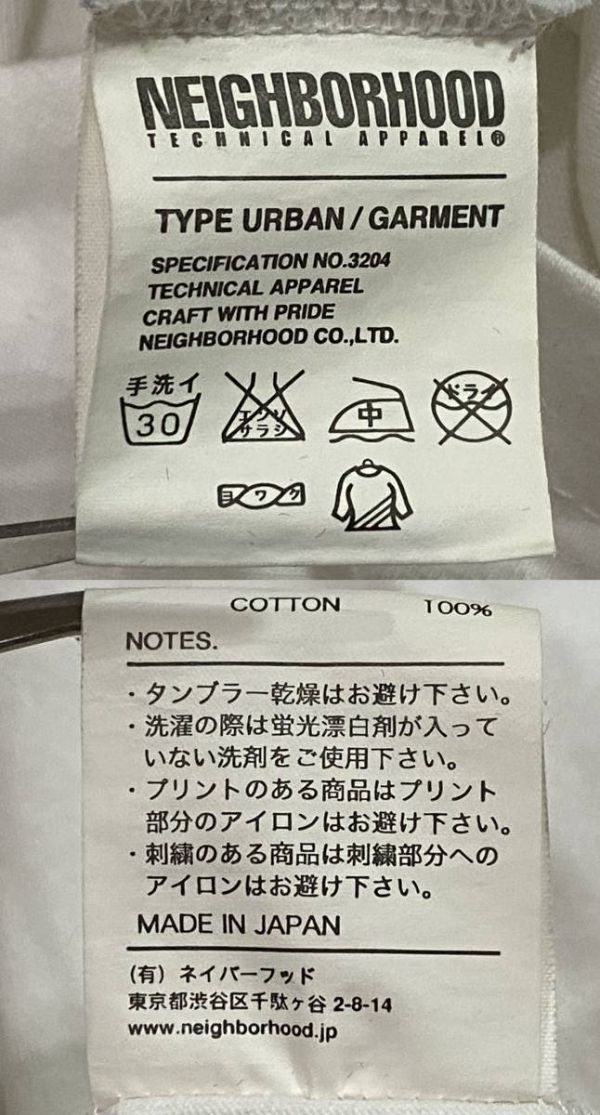 NEIGHBORHOOD
TECHNICAL APPAREL®
TYPE URBAN / GARMENT
SPECIFICATION NO.3204
TECHNICAL APPAREL
CRAFT WITH PRIDE
NEIGHBORHOOD CO.,LTD.
手洗イ
30
エンソ
サラシ
中
ドライ
ヨワク
COTTON 100%
NOTES.
・タンブラー乾燥はお避け下さい。
・洗濯の際は蛍光漂白剤が入って
いない洗剤をご使用下さい。
・プリントのある商品はプリント
部分のアイロンはお避け下さい。
・刺繍のある商品は刺繍部分への
アイロンはお避け下さい。
MADE IN JAPAN
(有) ネイバーフッド
東京都渋谷区千駄ヶ谷 2-8-14
www.neighborhood.jp